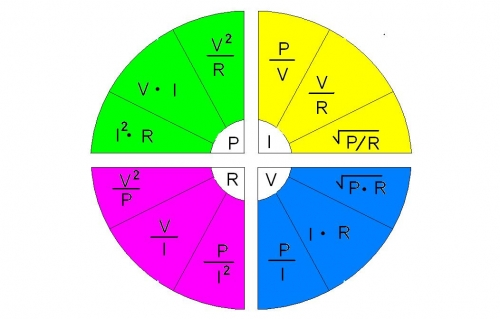 V²/R
V • I
I² • R
P
P/V
V/R
√P/R
I
V²/P
V/I
P/I²
R
√P • R
I • R
P/I
V